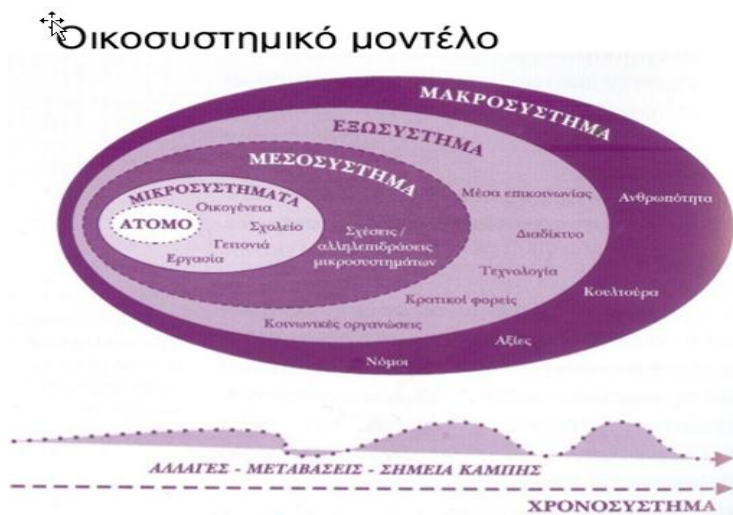 Οικοσυστημικό μοντέλο
ΜΑΚΡΟΣΥΣΤΗΜΑ
ΕΞΩΣΥΣΤΗΜΑ
ΜΕΣΟΣΥΣΤΗΜΑ
ΜΙΚΡΟΣΥΣΤΗΜΑΤΑ
Οικογένεια
ΑΤΟΜΟ
Σχολείο
Γειτονιά
Εργασία
Σχέσεις /
αλληλεπιδράσεις
μικροσυστημάτων
Μέσα επικοινωνίας
Διαδίκτυο
Τεχνολογία
Κρατικοί φορείς
Κοινωνικές οργανώσεις
Ανθρωπότητα
Κουλτούρα
Αξίες
Νόμοι
ΑΛΛΑΓΕΣ - ΜΕΤΑΒΑΣΕΙΣ - ΣΗΜΕΙΑ ΚΑΜΠΗΣ
ΧΡΟΝΟΣΥΣΤΗΜΑ